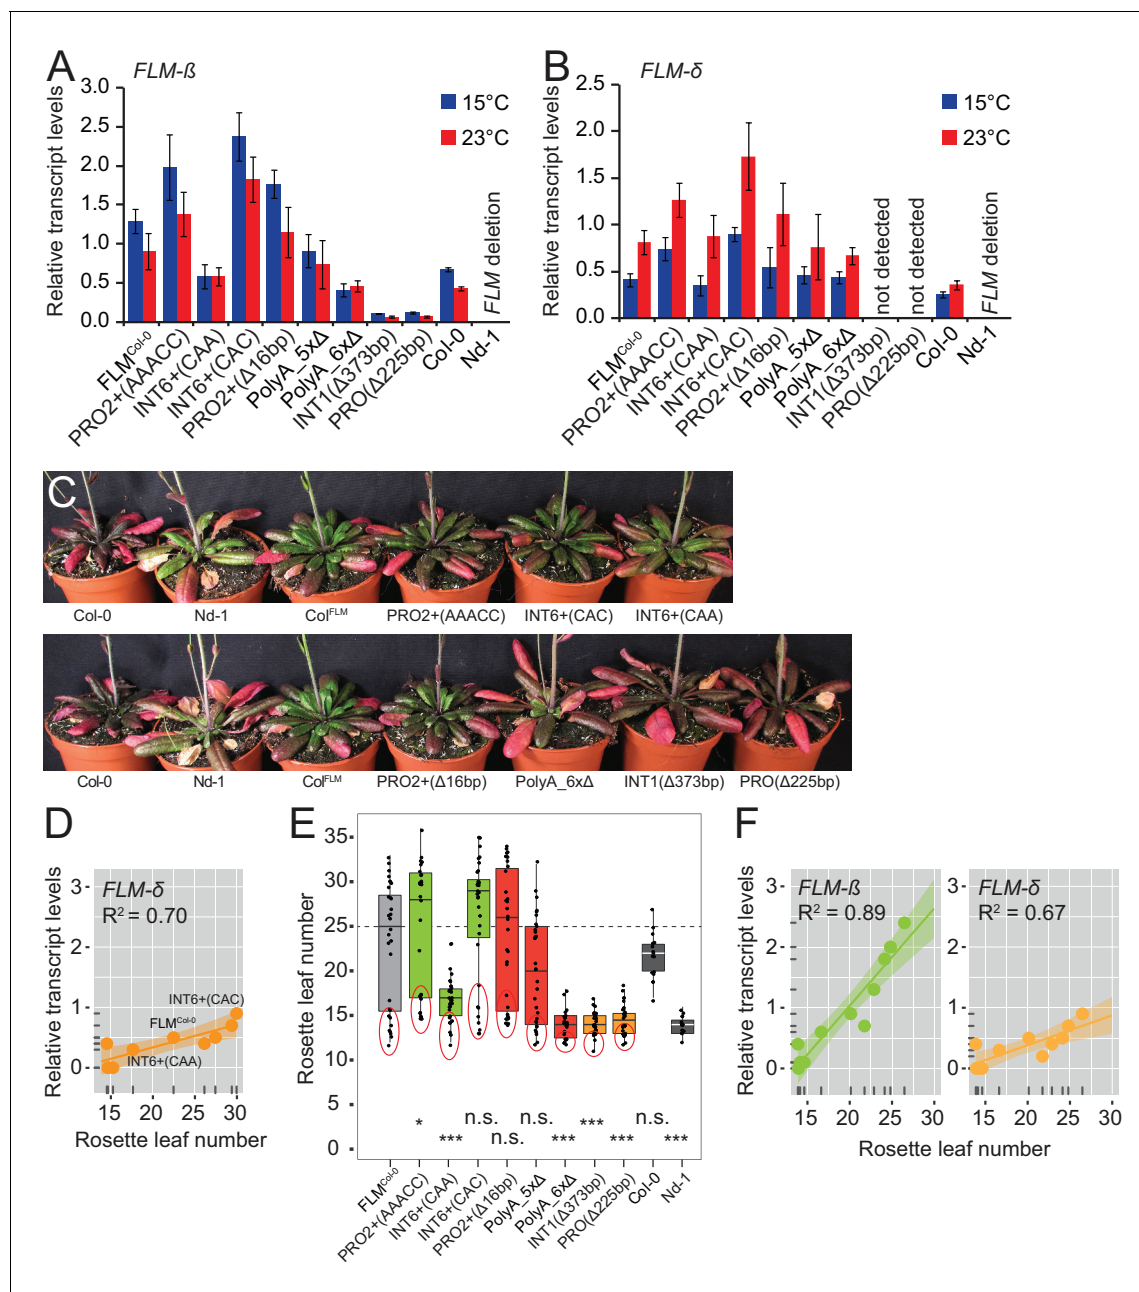 A
FLM-ß
Relative transcript levels
3.0
2.5
2.0
1.5
1.0
0.5
0.0
15°C
23°C
FLM deletion
FLMCol-0
PRO2+(AAACC)
INT6+(CAA)
INT6+(CAC)
PRO2+(Δ16bp)
PolyA_5xΔ
PolyA_6xΔ
INT1(Δ373bp)
PRO(Δ225bp)
Col-0
Nd-1
B
FLM-δ
Relative transcript levels
2.5
2.0
1.5
1.0
0.5
0.0
15°C
23°C
not detected
not detected
FLM deletion
FLMCol-0
PRO2+(AAACC)
INT6+(CAA)
INT6+(CAC)
PRO2+(Δ16bp)
PolyA_5xΔ
PolyA_6xΔ
INT1(Δ373bp)
PRO(Δ225bp)
Col-0
Nd-1
C
Col-0 Nd-1 ColFLM PRO2+(AAACC) INT6+(CAC) INT6+(CAA)
Col-0 Nd-1 ColFLM PRO2+(Δ16bp) PolyA_6xΔ INT1(Δ373bp) PRO(Δ225bp)
D
FLM-δ
R2 = 0.70
Relative transcript levels
3
2
1
0
INT6+(CAC)
FLMCol-0
INT6+(CAA)
15 20 25 30
Rosette leaf number
E
Rosette leaf number
35
30
25
20
15
10
5
0
n.s. n.s. *** n.s.
* *** n.s. *** *** ***
FLMCol-0
PRO2+(AAACC)
INT6+(CAA)
INT6+(CAC)
PRO2+(Δ16bp)
PolyA_5xΔ
PolyA_6xΔ
INT1(Δ373bp)
PRO(Δ225bp)
Col-0
Nd-1
F
Relative transcript levels
FLM-ß
R2 = 0.89
3
2
1
0
15 20 25 30
FLM-δ
R2 = 0.67
3
2
1
0
15 20 25 30
Rosette leaf number